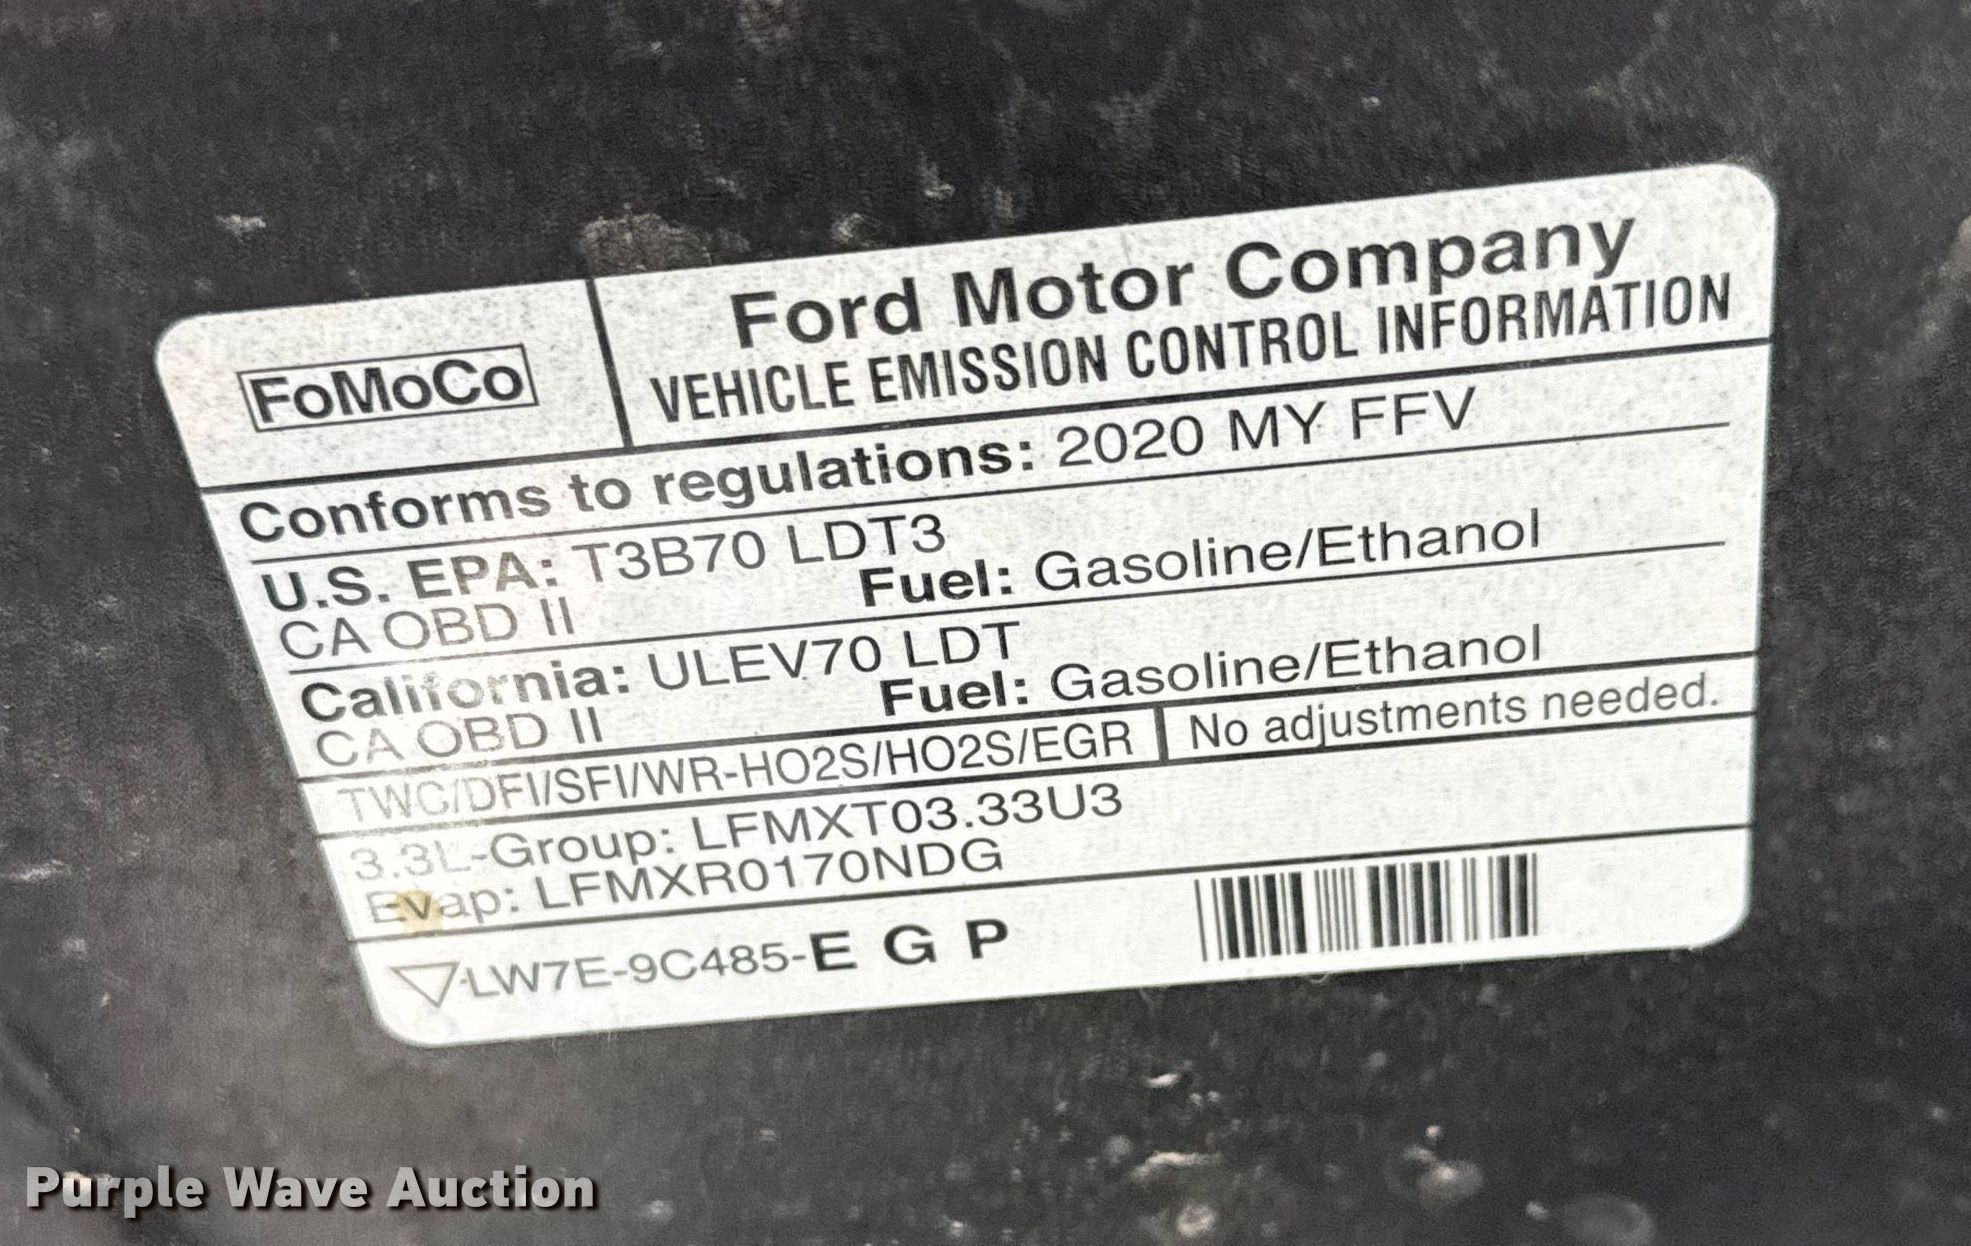 FoMoCo
Ford Motor Company
VEHICLE EMISSION CONTROL INFORMATION
Conforms to regulations: 2020 MY FFV
U.S. EPA: T3B70 LDT3
CA OBD II Fuel: Gasoline/Ethanol
California: ULEV70 LDT
CA OBD II Fuel: Gasoline/Ethanol
TWC/DFI/SFI/WR-HO2S/HO2S/EGR No adjustments needed.
3.3L-Group: LFMXT03.33U3
Evap: LFMXR0170NDG
LW7E-9C485-E G P
Purple Wave Auction